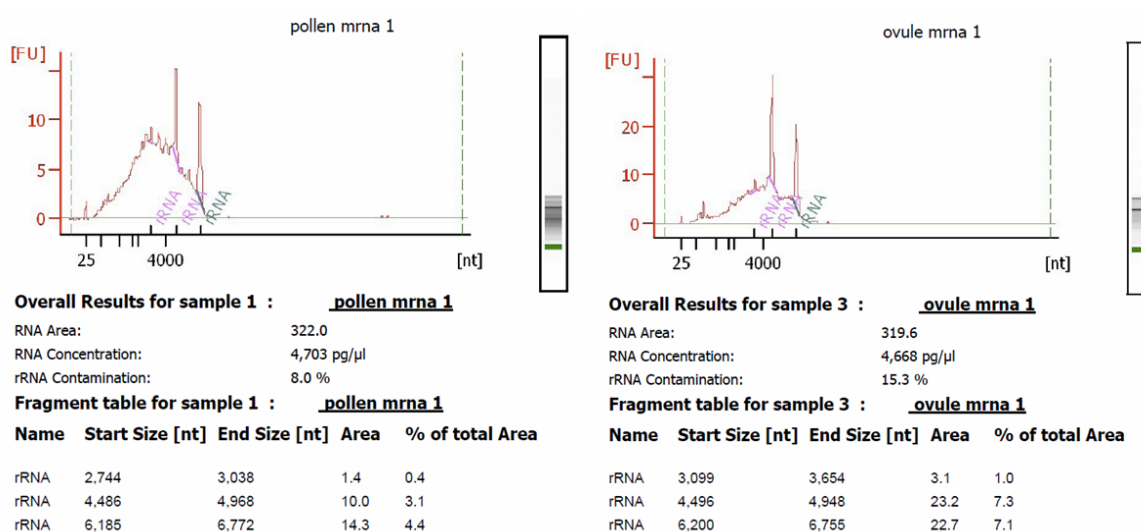 pollen mrna 1
[FU]
10
5
0
rRNA
rRNA
rRNA
25 4000 [nt]
Overall Results for sample 1 : pollen mrna 1
RNA Area: 322.0
RNA Concentration: 4,703 pg/µl
rRNA Contamination: 8.0 %
Fragment table for sample 1 : pollen mrna 1
Name Start Size [nt] End Size [nt] Area % of total Area
rRNA 2,744 3,038 1.4 0.4
rRNA 4,486 4,968 10.0 3.1
rRNA 6,185 6,772 14.3 4.4
ovule mrna 1
[FU]
20
10
0
rRNA
rRNA
rRNA
25 4000 [nt]
Overall Results for sample 3 : ovule mrna 1
RNA Area: 319.6
RNA Concentration: 4,668 pg/µl
rRNA Contamination: 15.3 %
Fragment table for sample 3 : ovule mrna 1
Name Start Size [nt] End Size [nt] Area % of total Area
rRNA 3,099 3,654 3.1 1.0
rRNA 4,496 4,948 23.2 7.3
rRNA 6,200 6,755 22.7 7.1